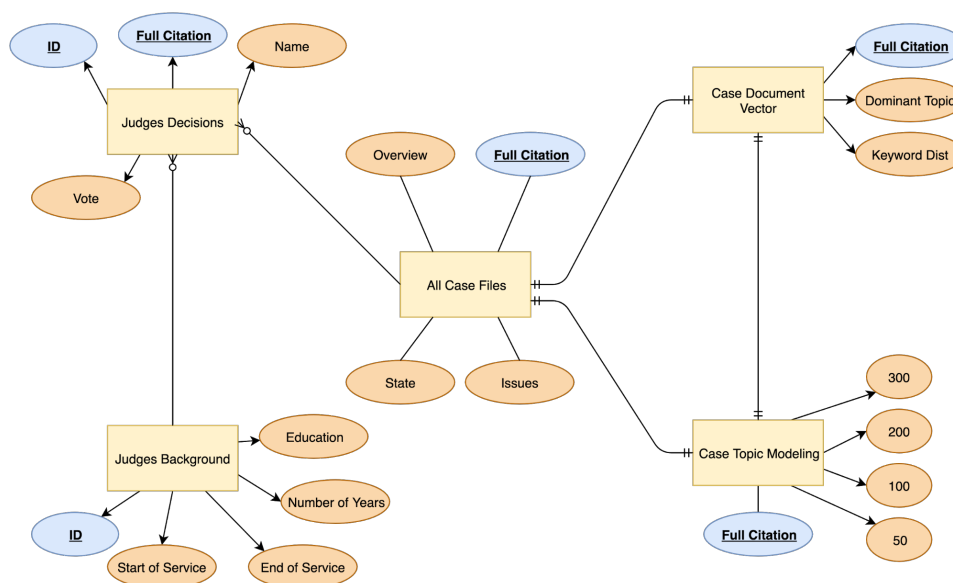 ID
Full Citation
Name
Judges Decisions
Vote
Overview
Full Citation
All Case Files
State
Issues
Case Document
Vector
Full Citation
Dominant Topic
Keyword Dist
Judges Background
Education
Number of Years
ID
Start of Service
End of Service
Case Topic Modeling
300
200
100
50
Full Citation